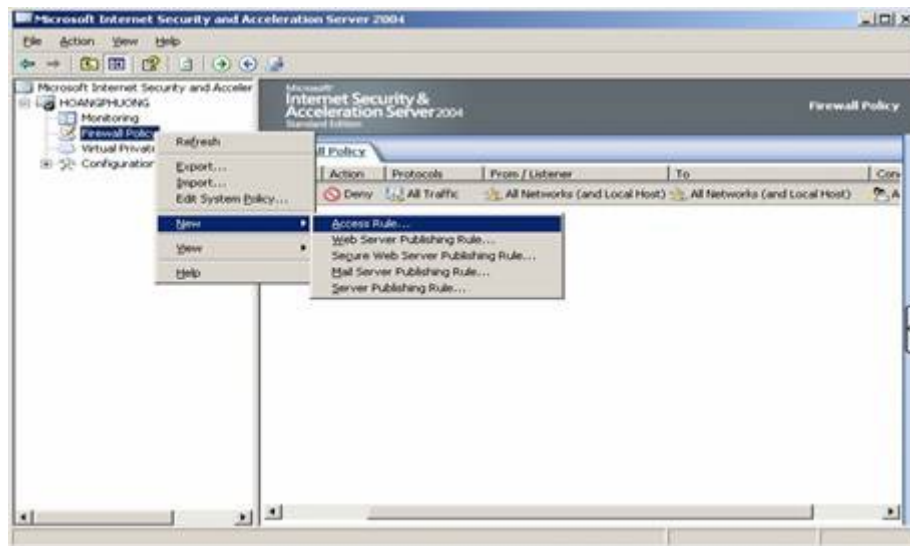 Microsoft Internet Security and Acceleration Server 2004
File Action View Help
Microsoft Internet Security and Acceler
HOANGPHUONG
Monitoring
Firewall Policy
Virtual Privat
Configuration
Microsoft
Internet Security &
Acceleration Server 2004
Standard Edition
Firewall Policy
ll Policy
Action Protocols From / Listener To Con
Deny All Traffic All Networks (and Local Host) All Networks (and Local Host) A
Refresh
Export...
Import...
Edit System Policy...
New
View
Help
Access Rule...
Web Server Publishing Rule...
Secure Web Server Publishing Rule...
Mail Server Publishing Rule...
Server Publishing Rule...